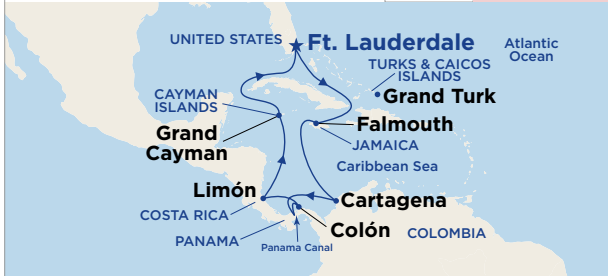 UNITED STATES
Ft. Lauderdale
Atlantic
Ocean
TURKS & CAICOS
ISLANDS
Grand Turk
CAYMAN
ISLANDS
Falmouth
Grand
Cayman
JAMAICA
Caribbean Sea
Limón
Cartagena
COSTA RICA
Colón
COLOMBIA
PANAMA
Panama Canal